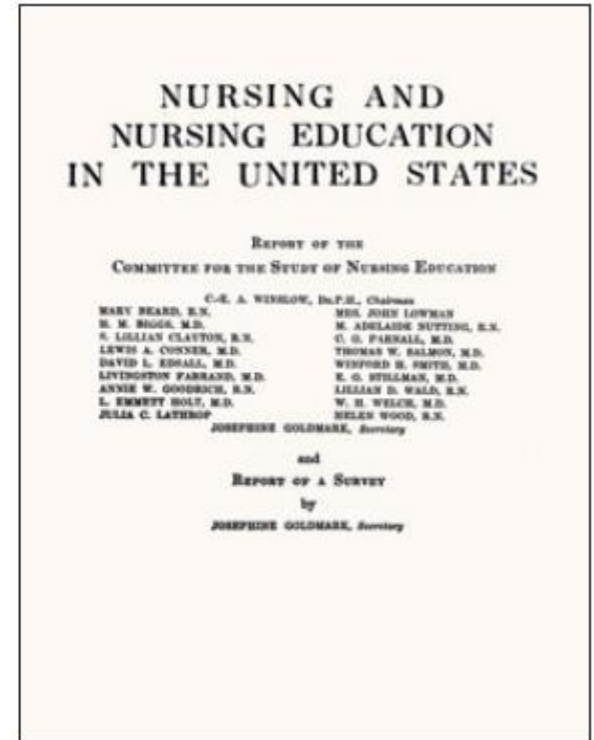 NURSING AND
NURSING EDUCATION
IN THE UNITED STATES
REPORT OF THE
COMMITTEE FOR THE STUDY OF NURSING EDUCATION
C.-E. A. WINSLOW, Dr.P.H., Chairman
MARY BEARD, R.N.
H. M. BIGGS, M.D.
S. LILLIAN CLAYTON, R.N.
LEWIS A. CONNER, M.D.
DAVID L. EDSALL, M.D.
LIVINGSTON FARRAND, M.D.
ANNIE W. GOODRICH, R.N.
L. EMMETT HOLT, M.D.
JULIA C. LATHROP
MRS. JOHN LOWMAN
M. ADELAIDE NUTTING, R.N.
C. G. PARNALL, M.D.
THOMAS W. SALMON, M.D.
WINFORD H. SMITH, M.D.
E. G. STILLMAN, M.D.
LILLIAN D. WALD, R.N.
W. H. WELCH, M.D.
HELEN WOOD, R.N.
JOSEPHINE GOLDMARK, Secretary
and
REPORT OF A SURVEY
by
JOSEPHINE GOLDMARK, Secretary